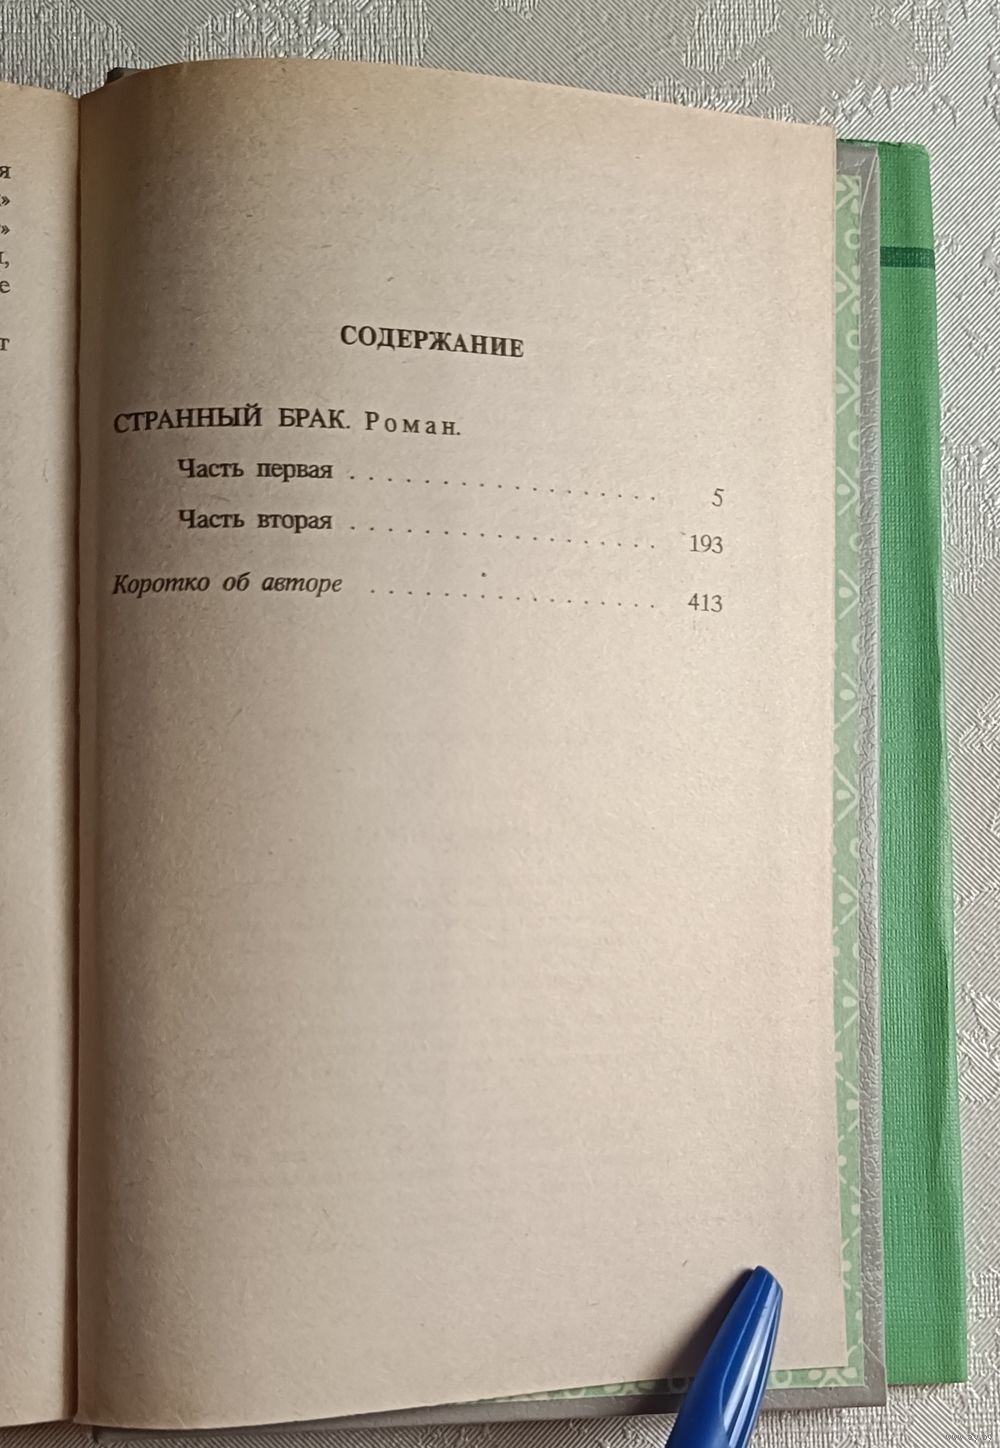 я
»
»
,
е
т
СОДЕРЖАНИЕ
СТРАННЫЙ БРАК. Роман.
Часть первая . . . . . . . . . . . . . . . . . 5
Часть вторая . . . . . . . . . . . . . . . . . 193
Коротко об авторе . . . . . . . . . . . . . . . . 413